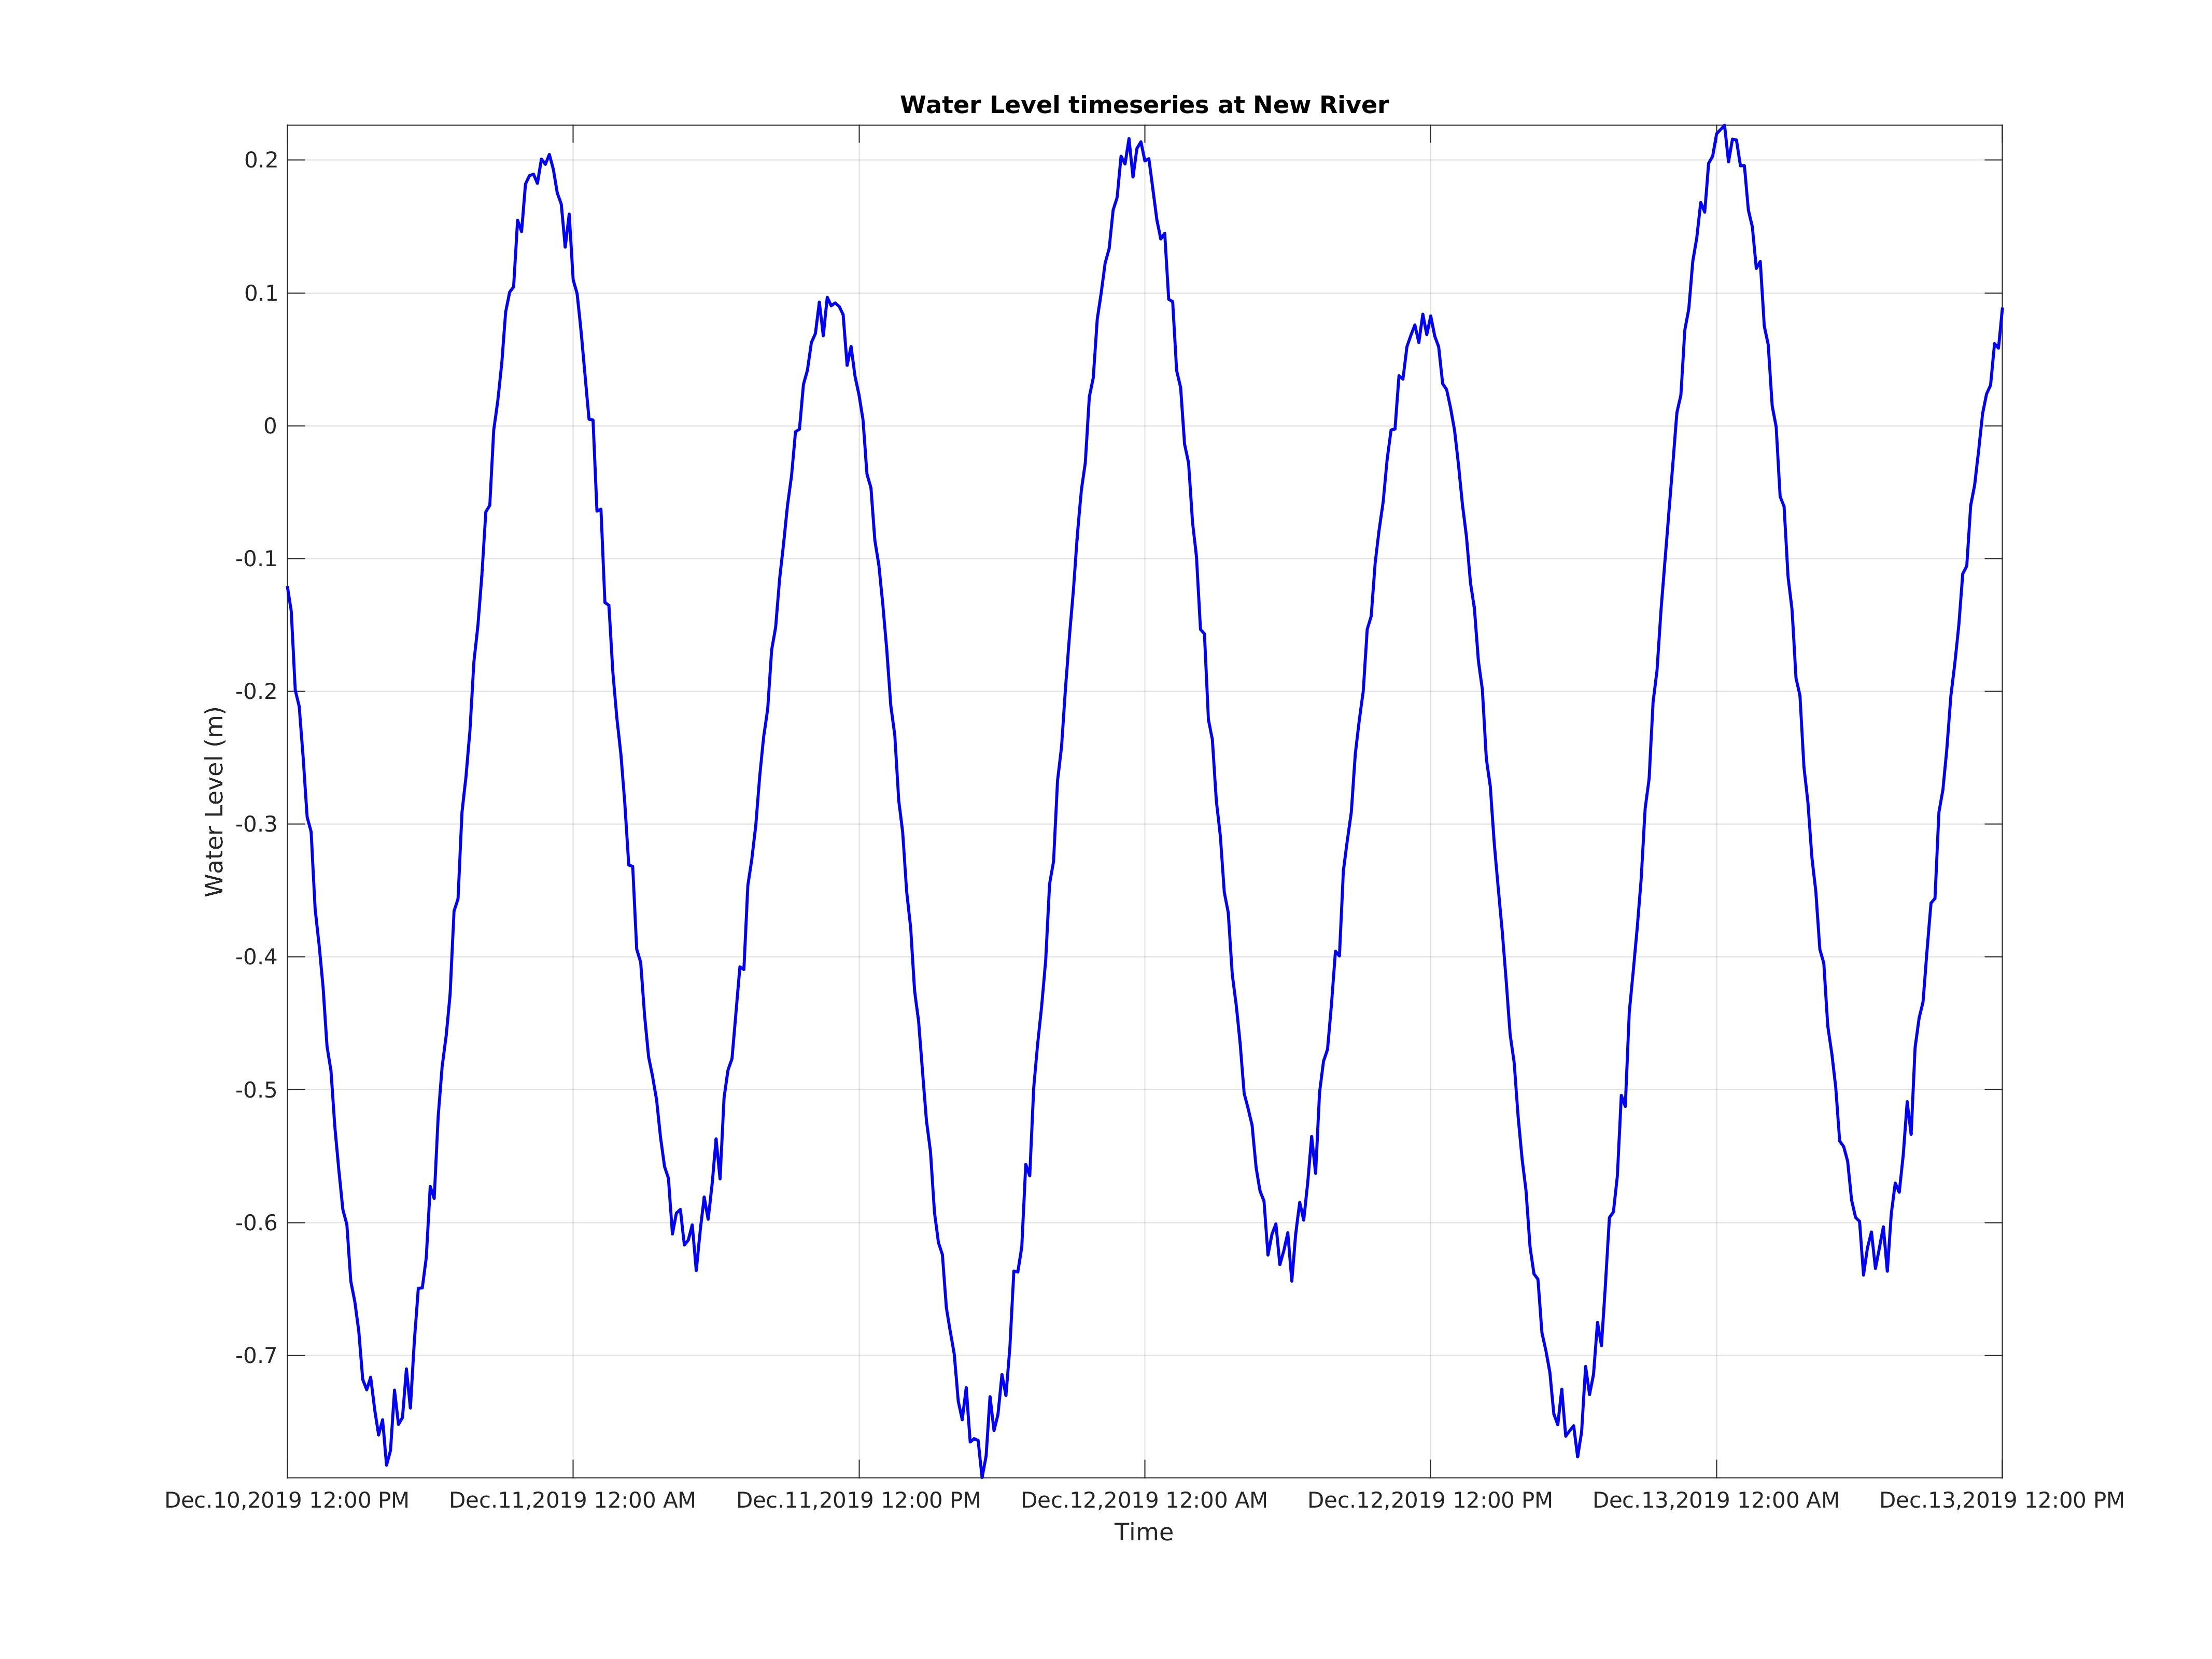 Water Level timeseries at New River
0.2
0.1
0
-0.1
-0.2
-0.3
-0.4
-0.5
-0.6
-0.7
Water Level (m)
Dec.10,2019 12:00 PM
Dec.11,2019 12:00 AM
Dec.11,2019 12:00 PM
Dec.12,2019 12:00 AM
Dec.12,2019 12:00 PM
Dec.13,2019 12:00 AM
Dec.13,2019 12:00 PM
Time